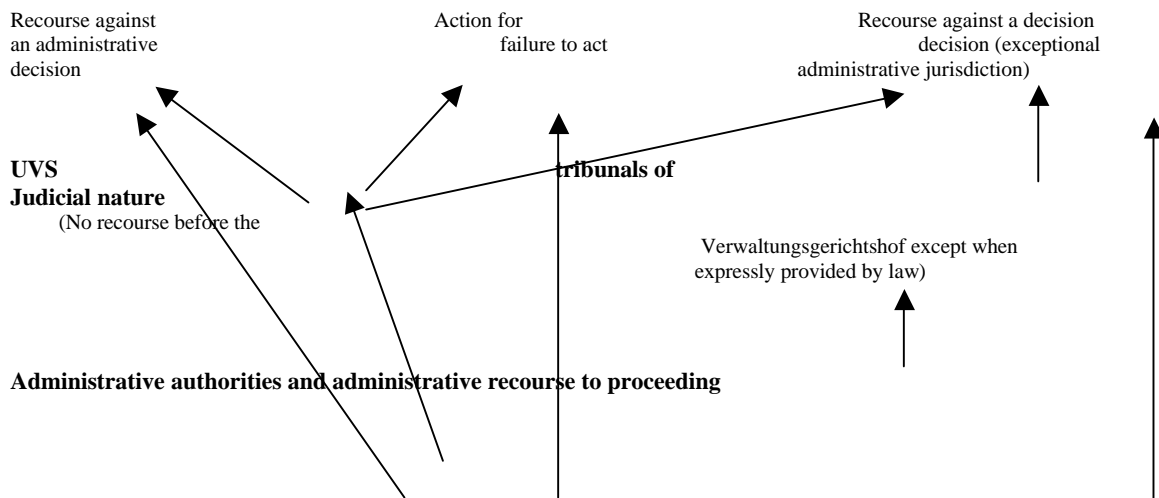 Recourse against
an administrative
decision
Action for
failure to act
Recourse against a decision
decision (exceptional
administrative jurisdiction)
UVS tribunals of
Judicial nature
(No recourse before the
Verwaltungsgerichtshof except when
expressly provided by law)
Administrative authorities and administrative recourse to proceeding